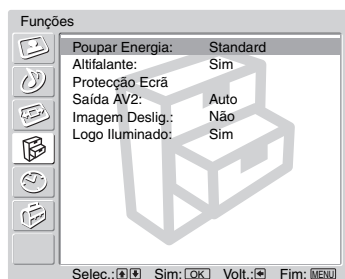 Funções
Poupar Energia: Standard
Altifalante: Sim
Protecção Ecrã
Saída AV2: Auto
Imagem Deslig.: Não
Logo Iluminado: Sim
Selec.: Sim: OK Volt.: Fim: MENU